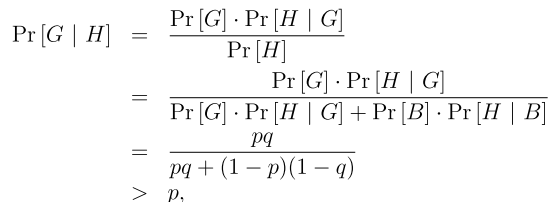 Pr [G | H] = Pr [G] · Pr [H | G] / Pr [H]
= Pr [G] · Pr [H | G] / Pr [G] · Pr [H | G] + Pr [B] · Pr [H | B]
= pq / pq + (1 − p)(1 − q)
> p,